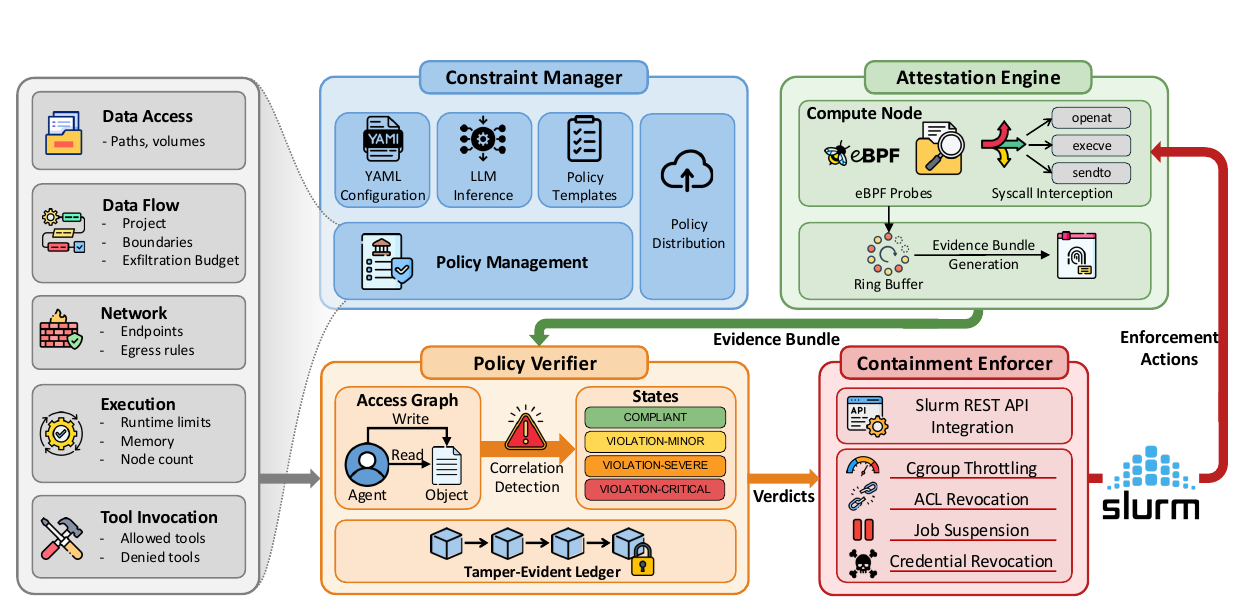 Data Access
- Paths, volumes
Data Flow
- Project
- Boundaries
- Exfiltration Budget
Network
- Endpoints
- Egress rules
Execution
- Runtime limits
- Memory
- Node count
Tool Invocation
- Allowed tools
- Denied tools
Constraint Manager
YAMI
YAML
Configuration
LLM
Inference
Policy
Templates
Policy
Distribution
Policy Management
Attestation Engine
Compute Node
eBPF
openat
execve
sendto
eBPF Probes
Syscall Interception
Ring Buffer
Evidence Bundle
Generation
Evidence Bundle
Enforcement
Actions
Policy Verifier
Access Graph
Write
Read
Agent
Object
Correlation
Detection
States
COMPLIANT
VIOLATION-MINOR
VIOLATION-SEVERE
VIOLATION-CRITICAL
Tamper-Evident Ledger
Verdicts
Containment Enforcer
API
Slurm REST API
Integration
Cgroup Throttling
ACL Revocation
Job Suspension
Credential Revocation
slurm